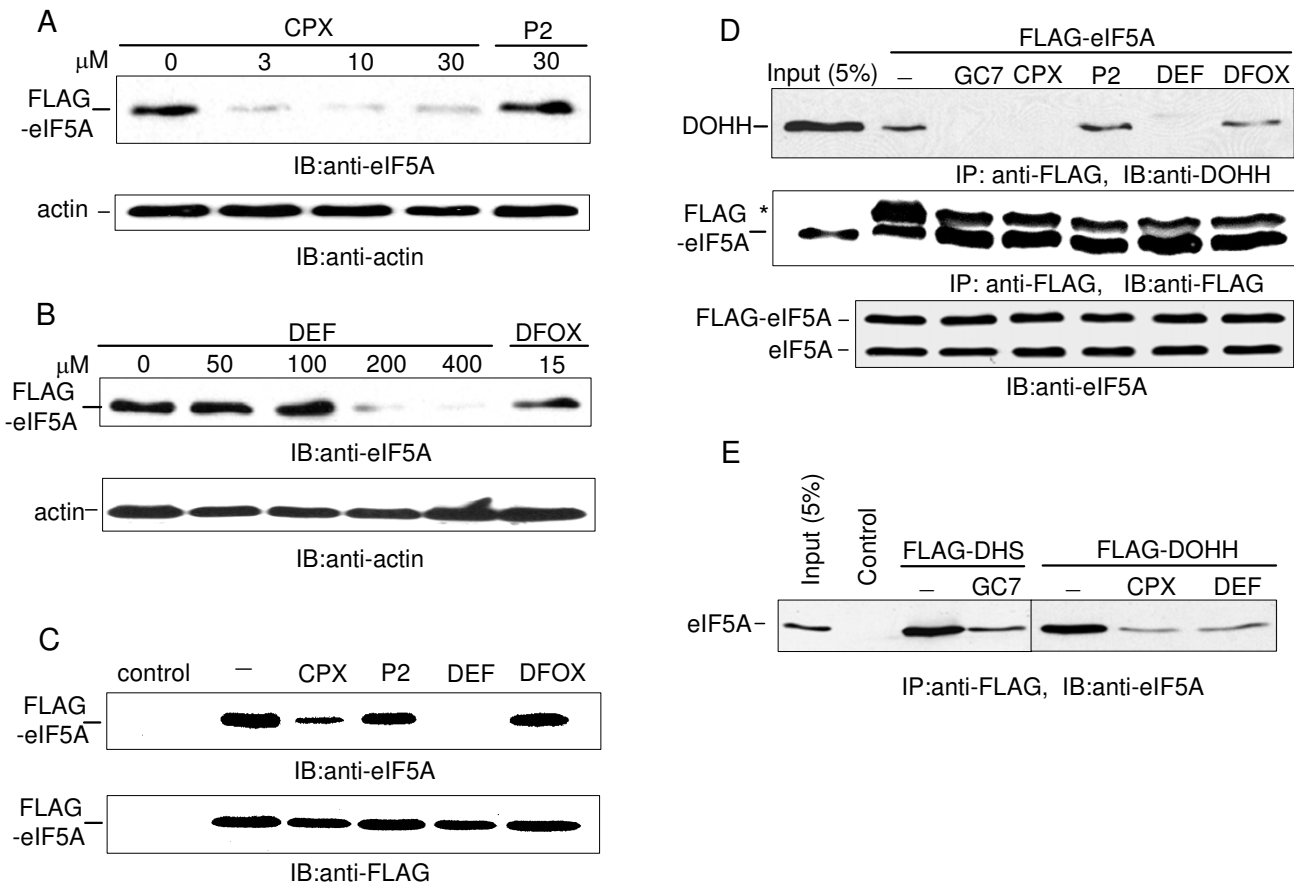 A
CPX P2
μM 0 3 10 30 30
FLAG
-eIF5A
IB:anti-eIF5A
actin
IB:anti-actin
B
DEF DFOX
μM 0 50 100 200 400 15
FLAG
-eIF5A
IB:anti-eIF5A
actin
IB:anti-actin
C
control – CPX P2 DEF DFOX
FLAG
-eIF5A
IB:anti-eIF5A
FLAG
-eIF5A
IB:anti-FLAG
D
FLAG-eIF5A
Input (5%) – GC7 CPX P2 DEF DFOX
DOHH
IP: anti-FLAG, IB:anti-DOHH
FLAG *
-eIF5A
IP: anti-FLAG, IB:anti-FLAG
FLAG-eIF5A
eIF5A
IB:anti-eIF5A
E
Input (5%)
Control
FLAG-DHS FLAG-DOHH
– GC7 – CPX DEF
eIF5A
IP:anti-FLAG, IB:anti-eIF5A